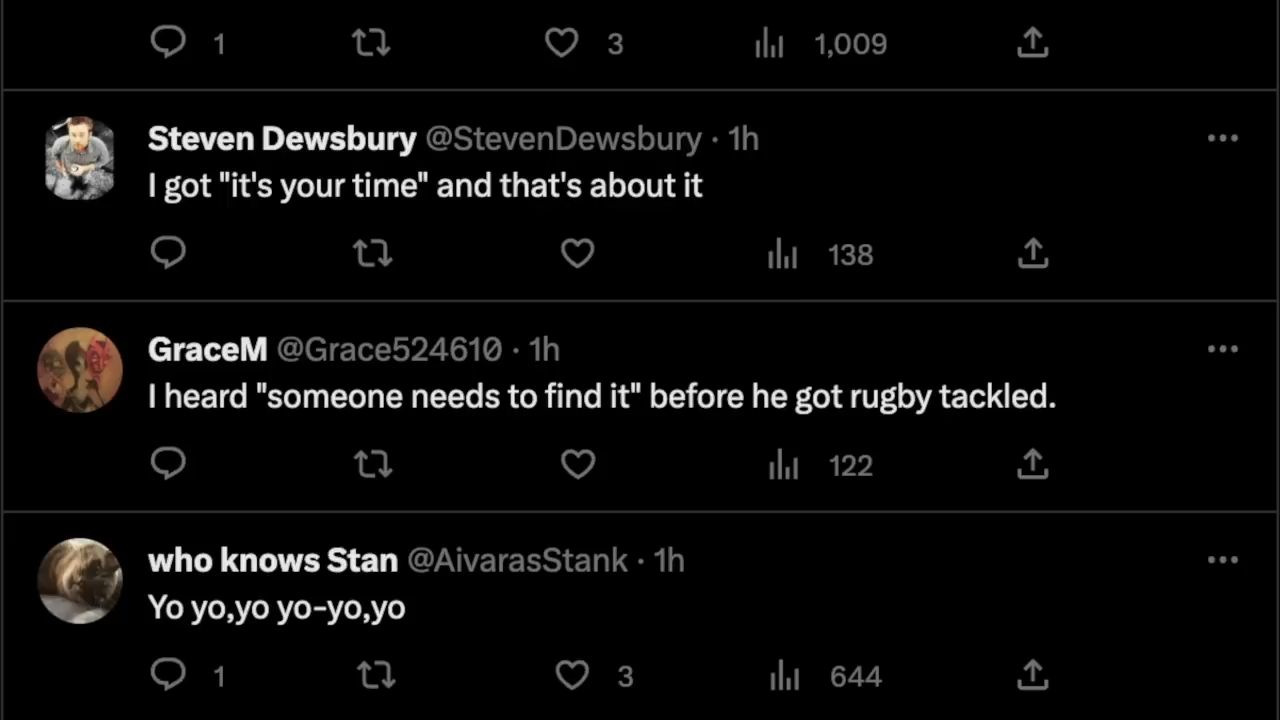 1 3 1,009
Steven Dewsbury @StevenDewsbury · 1h
I got "it's your time" and that's about it
138
GraceM @Grace524610 · 1h
I heard "someone needs to find it" before he got rugby tackled.
122
who knows Stan @AivarasStank · 1h
Yo yo,yo yo-yo,yo
1 3 644